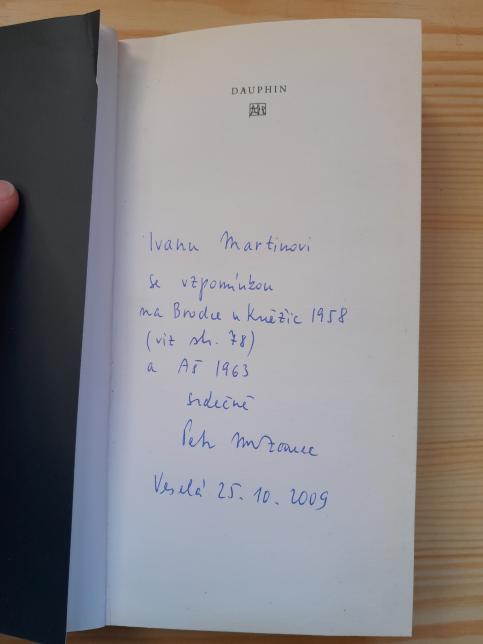 DAUPHIN
Ivanu Martinovi
se vzpomínkou
na Brodce u Kněžic 1958
(viz str. 78)
a Aš 1963
srdečně
Petr
Veselá 25. 10. 2009